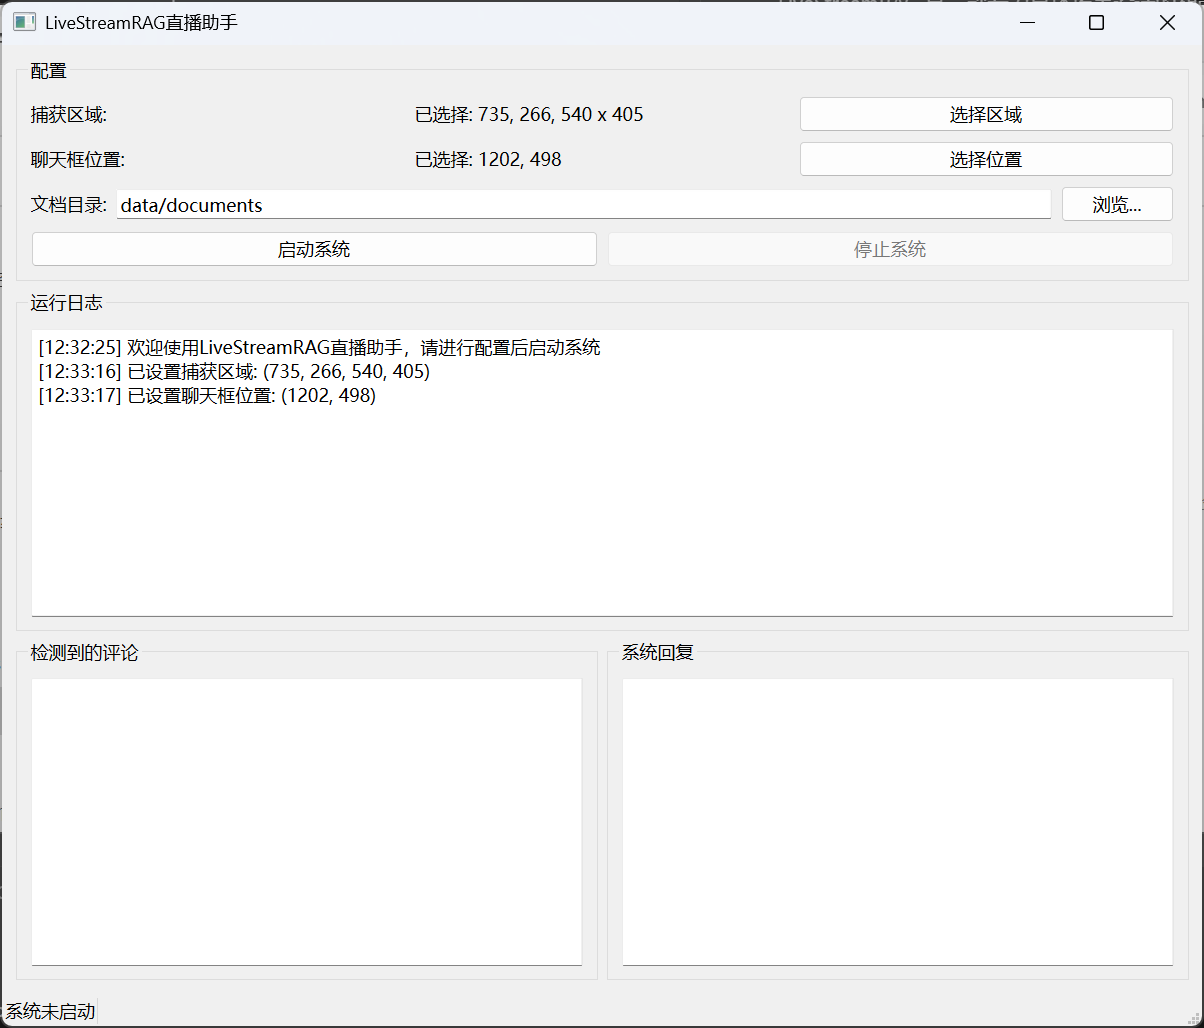 LiveStreamRAG直播助手
配置
捕获区域: 已选择: 735, 266, 540 x 405 选择区域
聊天框位置: 已选择: 1202, 498 选择位置
文档目录: data/documents 浏览...
启动系统 停止系统
运行日志
[12:32:25] 欢迎使用LiveStreamRAG直播助手，请进行配置后启动系统
[12:33:16] 已设置捕获区域: (735, 266, 540, 405)
[12:33:17] 已设置聊天框位置: (1202, 498)
检测到的评论 系统回复
系统未启动